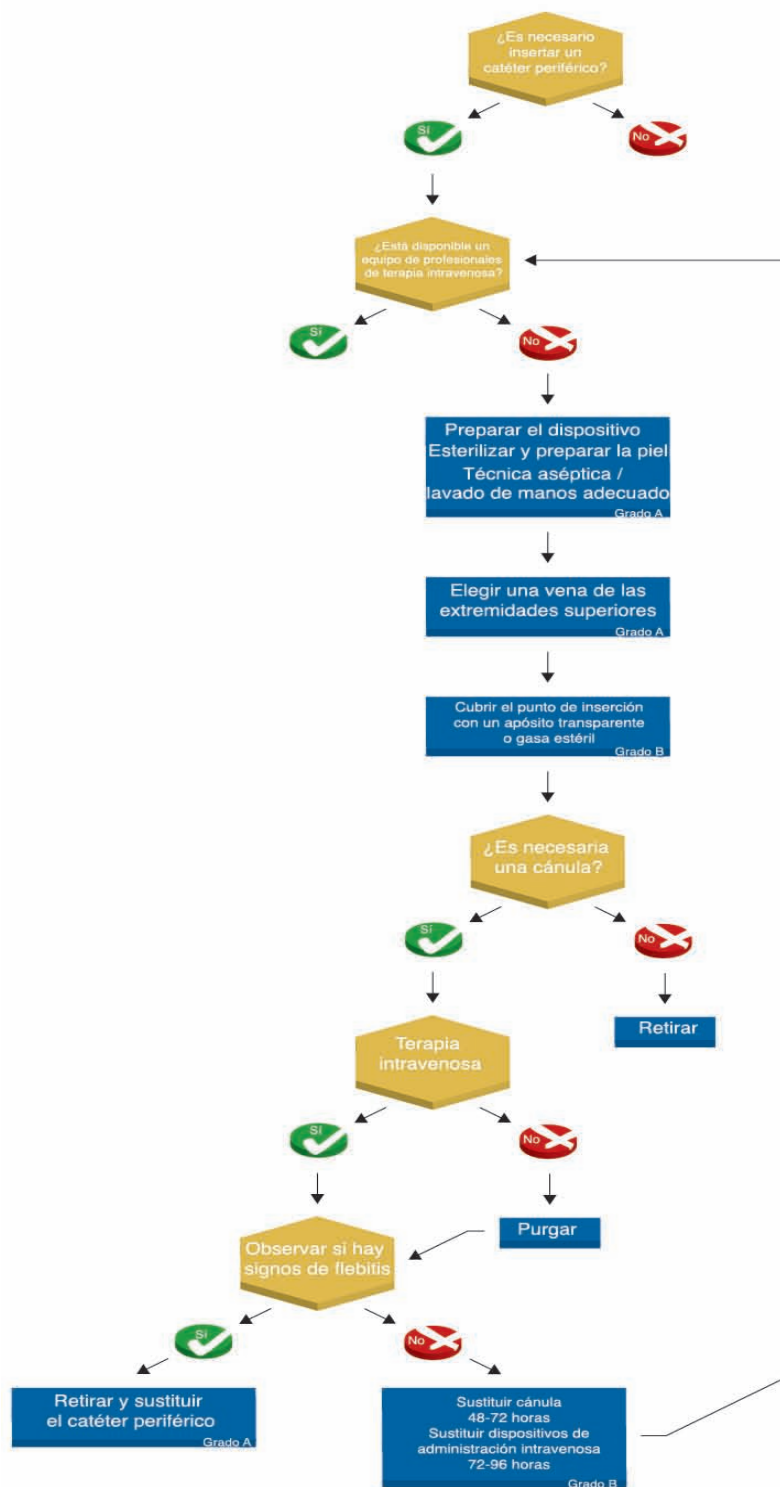 ¿Es necesario
insertar un
catéter periférico?
Sí
No
¿Está disponible un
equipo de profesionales
de terapia intravenosa?
Sí
No
Preparar el dispositivo
Esterilizar y preparar la piel
Técnica aséptica /
lavado de manos adecuado
Grado A
Elegir una vena de las
extremidades superiores
Grado A
Cubrir el punto de inserción
con un apósito transparente
o gasa estéril
Grado B
¿Es necesaria
una cánula?
Sí
No
Retirar
Terapia
intravenosa
Sí
No
Purgar
Observar si hay
signos de flebitis
Sí
No
Retirar y sustituir
el catéter periférico
Grado A
Sustituir cánula
48-72 horas
Sustituir dispositivos de
administración intravenosa
72-96 horas
Grado B